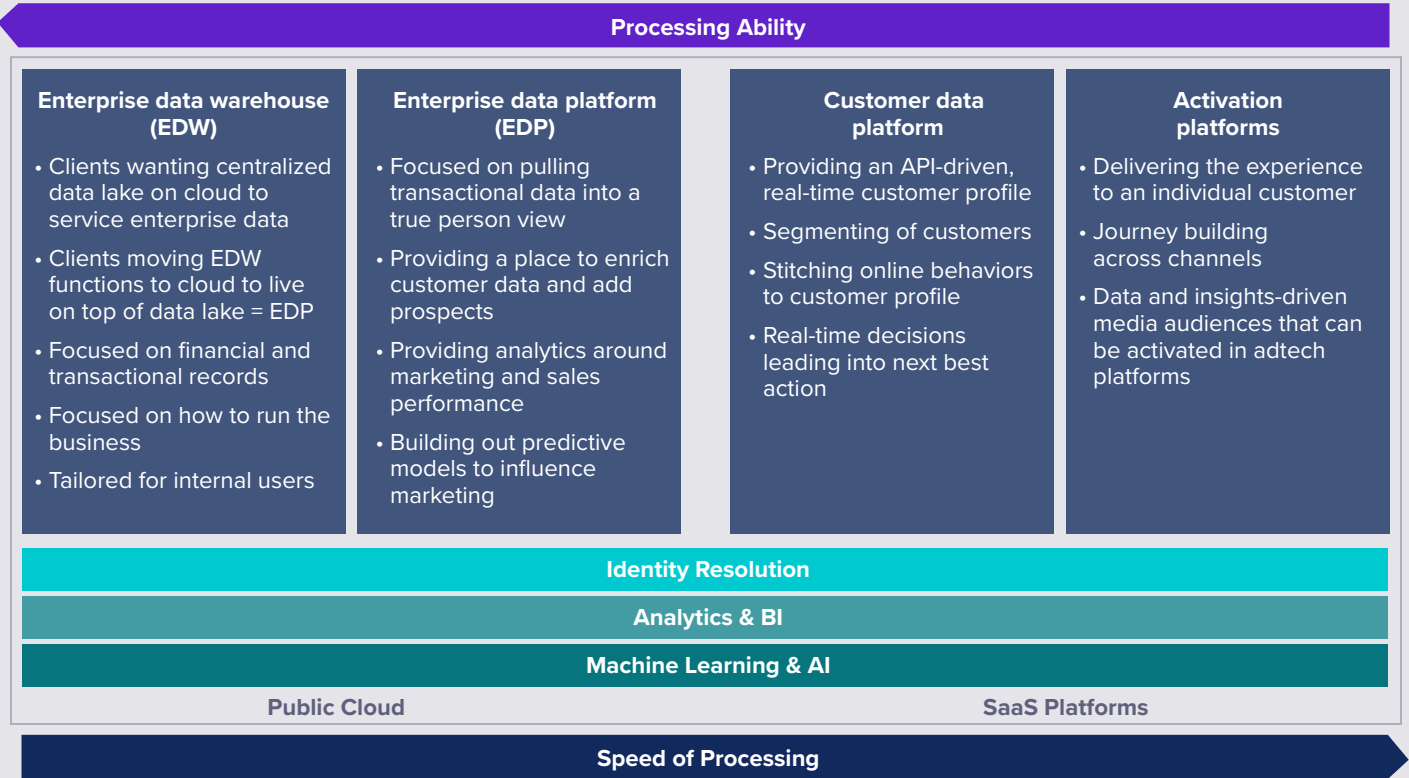 Processing Ability
Enterprise data warehouse
(EDW)
• Clients wanting centralized
data lake on cloud to
service enterprise data
• Clients moving EDW
functions to cloud to live
on top of data lake = EDP
• Focused on financial and
transactional records
• Focused on how to run the
business
• Tailored for internal users
Enterprise data platform
(EDP)
• Focused on pulling
transactional data into a
true person view
• Providing a place to enrich
customer data and add
prospects
• Providing analytics around
marketing and sales
performance
• Building out predictive
models to influence
marketing
Customer data
platform
• Providing an API-driven,
real-time customer profile
• Segmenting of customers
• Stitching online behaviors
to customer profile
• Real-time decisions
leading into next best
action
Activation
platforms
• Delivering the experience
to an individual customer
• Journey building
across channels
• Data and insights-driven
media audiences that can
be activated in adtech
platforms
Identity Resolution
Analytics & BI
Machine Learning & AI
Public Cloud
SaaS Platforms
Speed of Processing